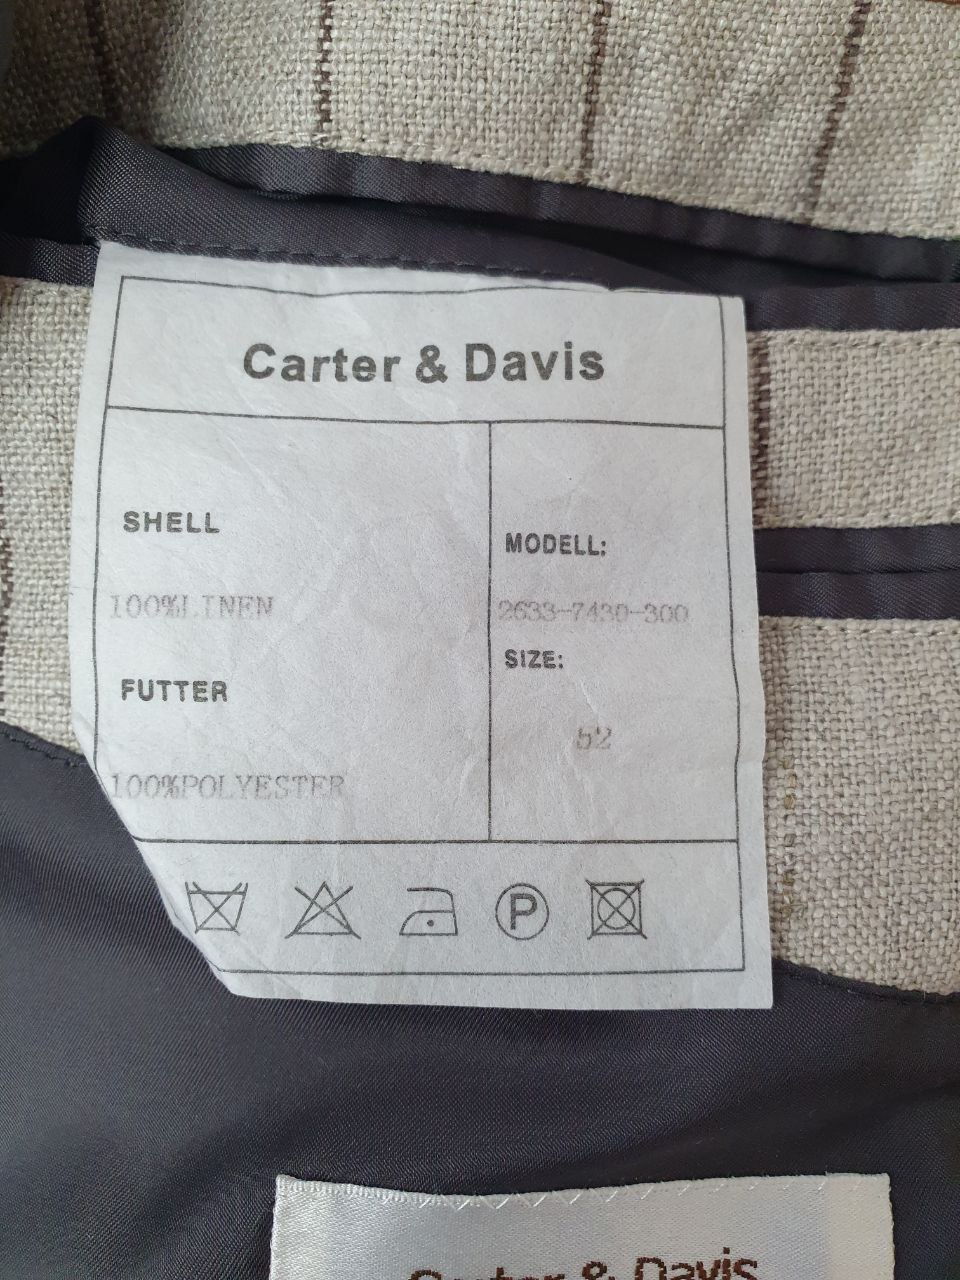 Carter & Davis
SHELL
100%LINEN
FUTTER
100%POLYESTER
MODELL:
2633-7430-300
SIZE:
52
P
Carter & Davis